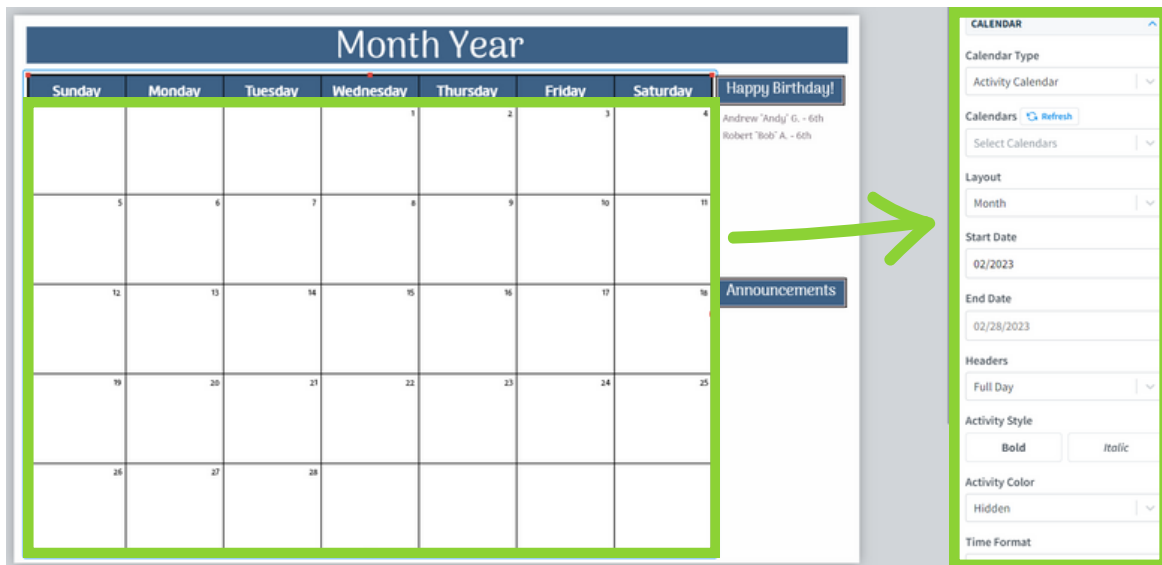 Month Year
Sunday Monday Tuesday Wednesday Thursday Friday Saturday
1 2 3 4
5 6 7 8 9 10 11
12 13 14 15 16 17 18
19 20 21 22 23 24 25
26 27 28
Happy Birthday!
Andrew "Andy" G. - 6th
Robert "Bob" A. - 6th
Announcements
CALENDAR
Calendar Type
Activity Calendar
Calendars Refresh
Select Calendars
Layout
Month
Start Date
02/2023
End Date
02/28/2023
Headers
Full Day
Activity Style
Bold Italic
Activity Color
Hidden
Time Format